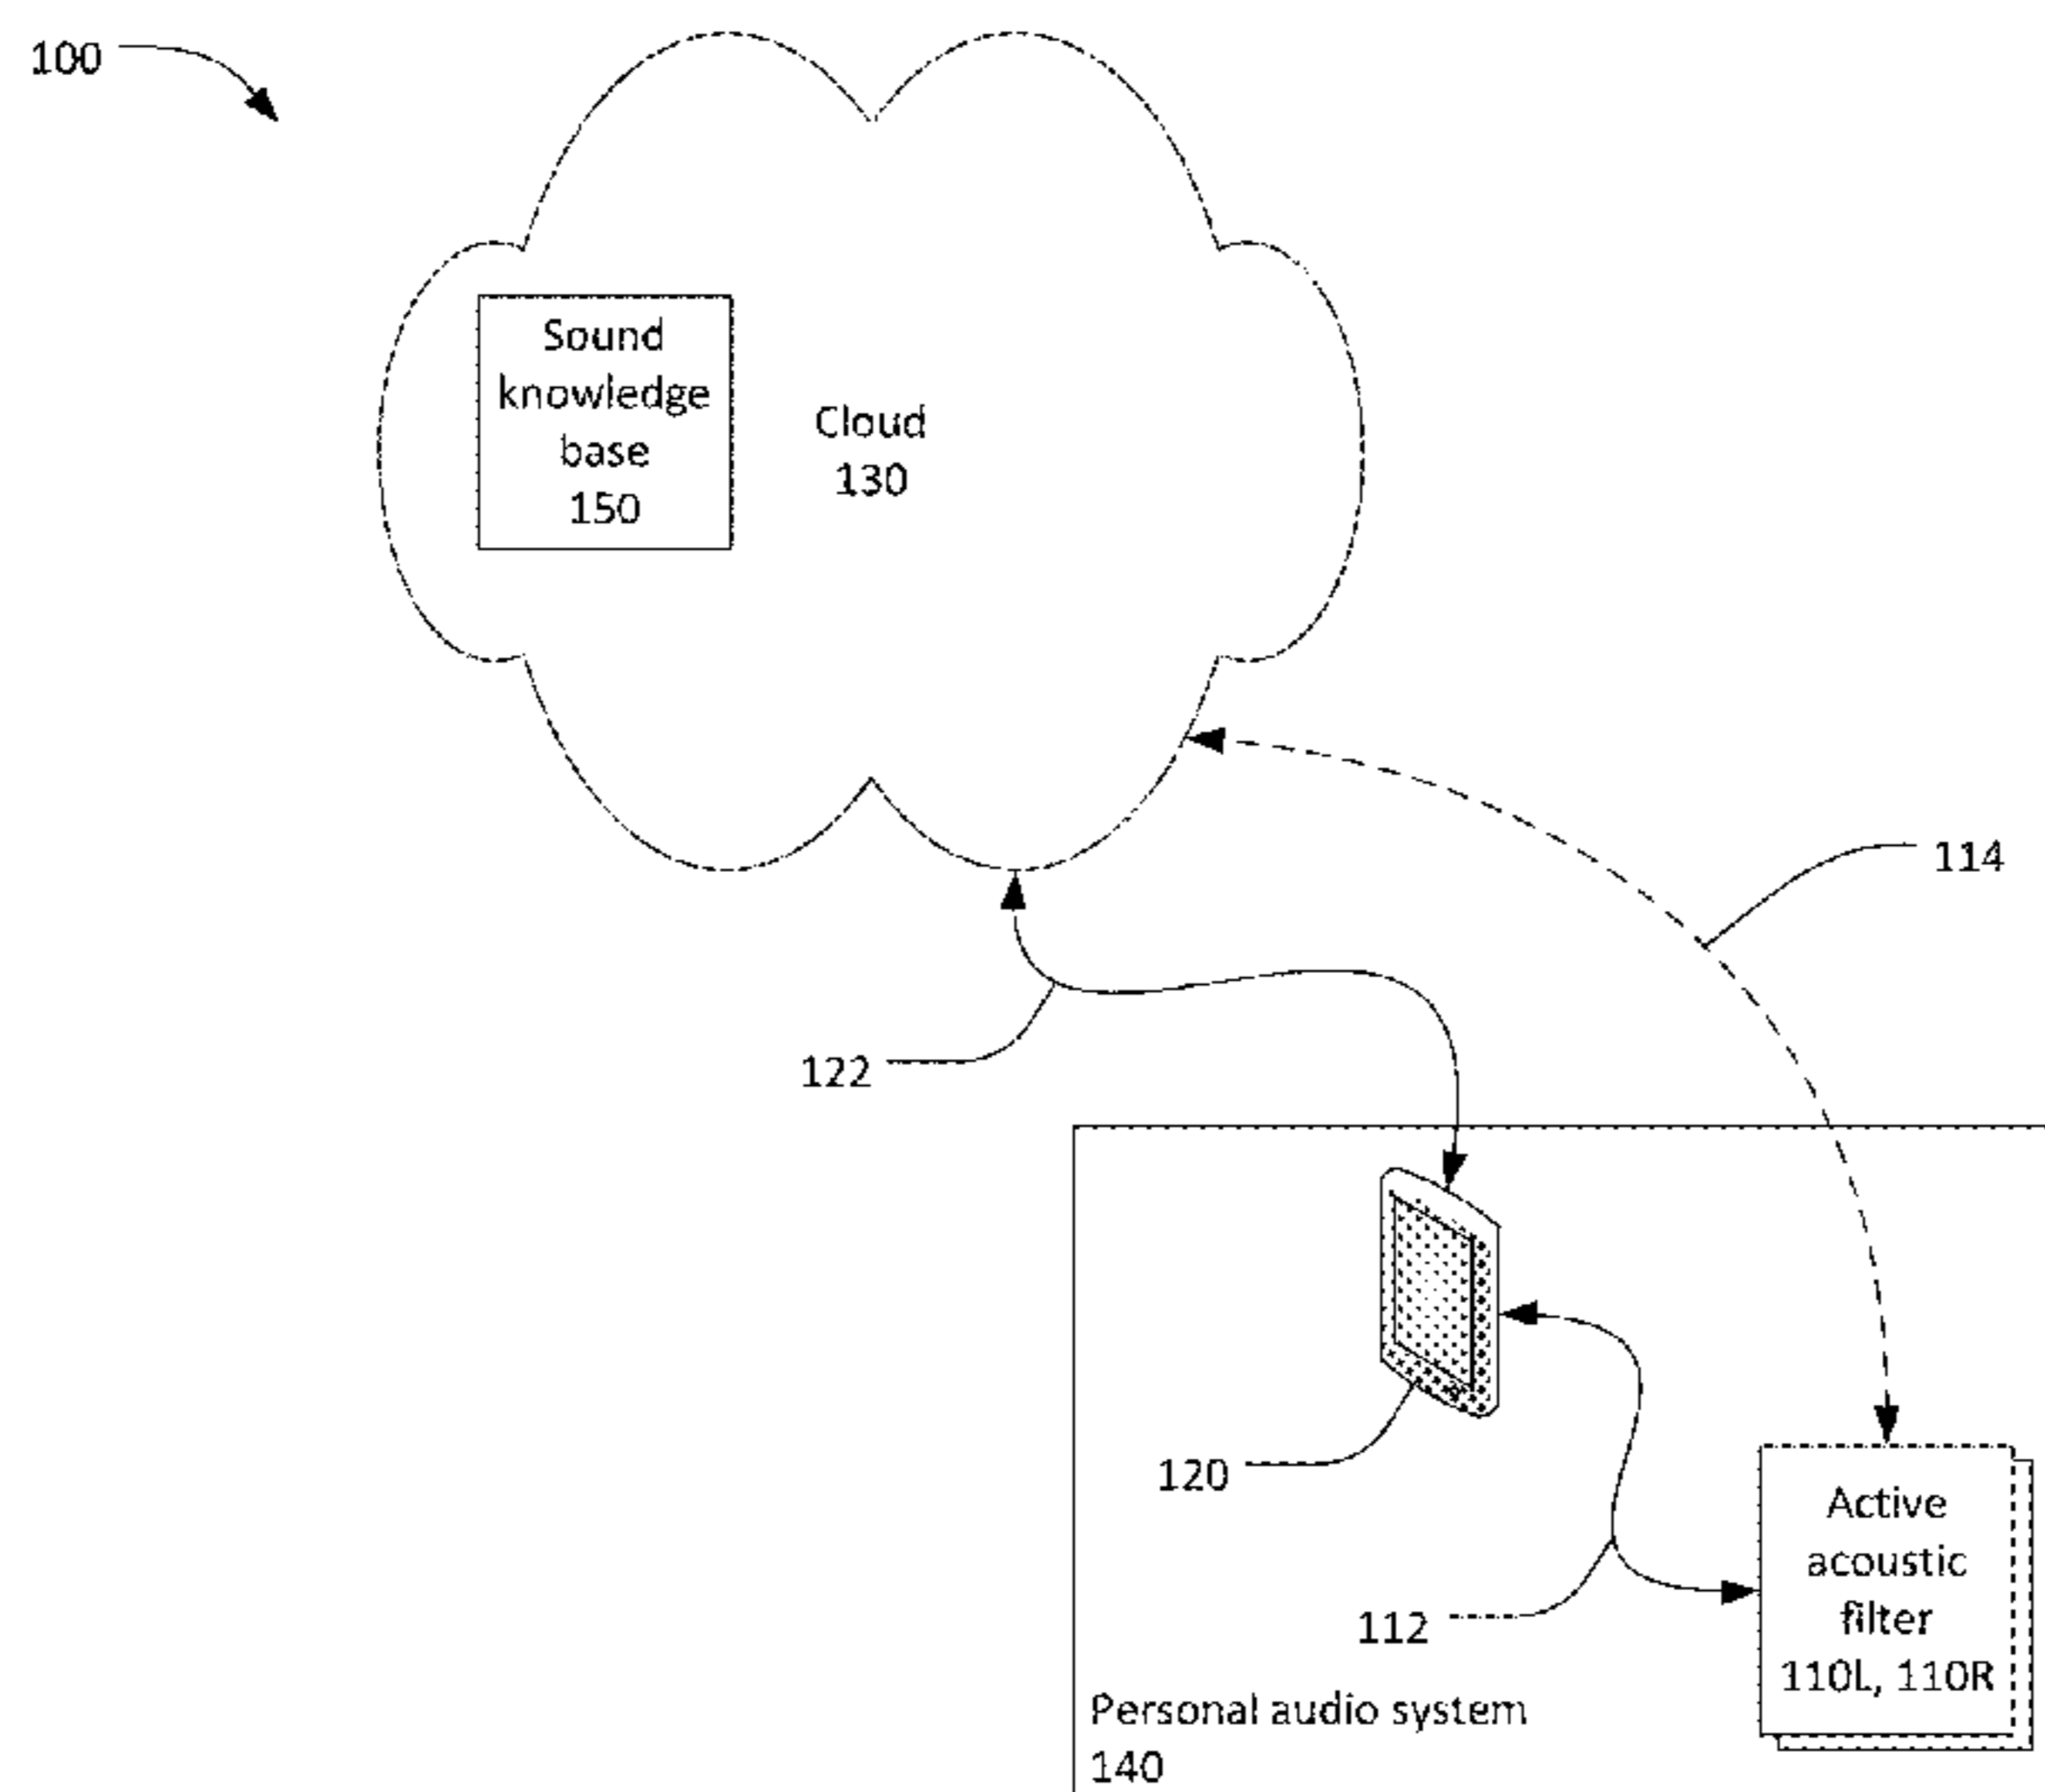 100
Sound
knowledge
base
150
Cloud
130
114
122
120
112
Active
acoustic
filter
110L, 110R
Personal audio system
140